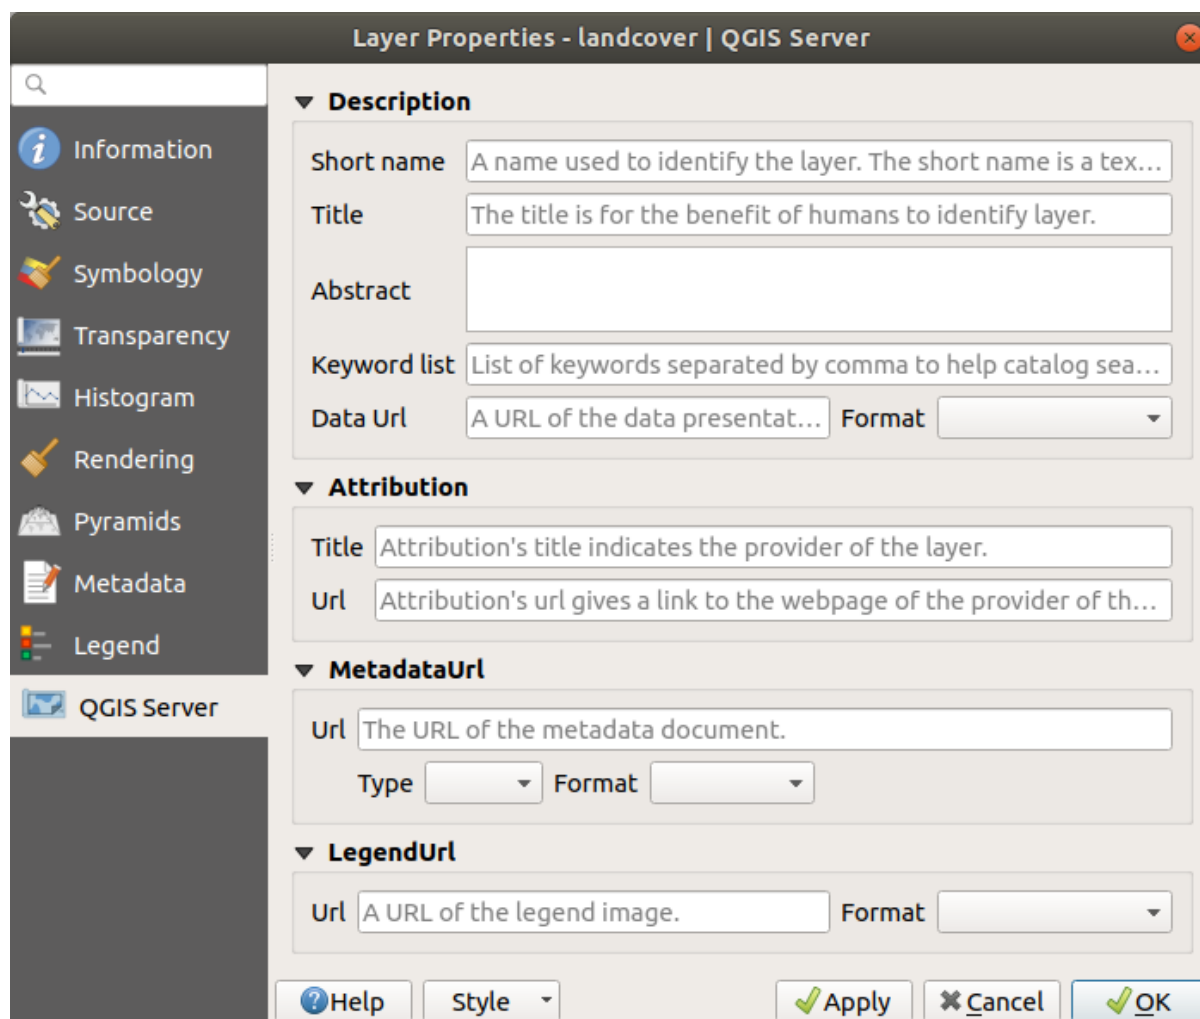 Layer Properties - landcover | QGIS Server
Information
Source
Symbology
Transparency
Histogram
Rendering
Pyramids
Metadata
Legend
QGIS Server
Description
Short name A name used to identify the layer. The short name is a tex...
Title The title is for the benefit of humans to identify layer.
Abstract
Keyword list List of keywords separated by comma to help catalog sea...
Data Url A URL of the data presentat... Format
Attribution
Title Attribution's title indicates the provider of the layer.
Url Attribution's url gives a link to the webpage of the provider of th...
MetadataUrl
Url The URL of the metadata document.
Type Format
LegendUrl
Url A URL of the legend image. Format
Help Style Apply Cancel OK